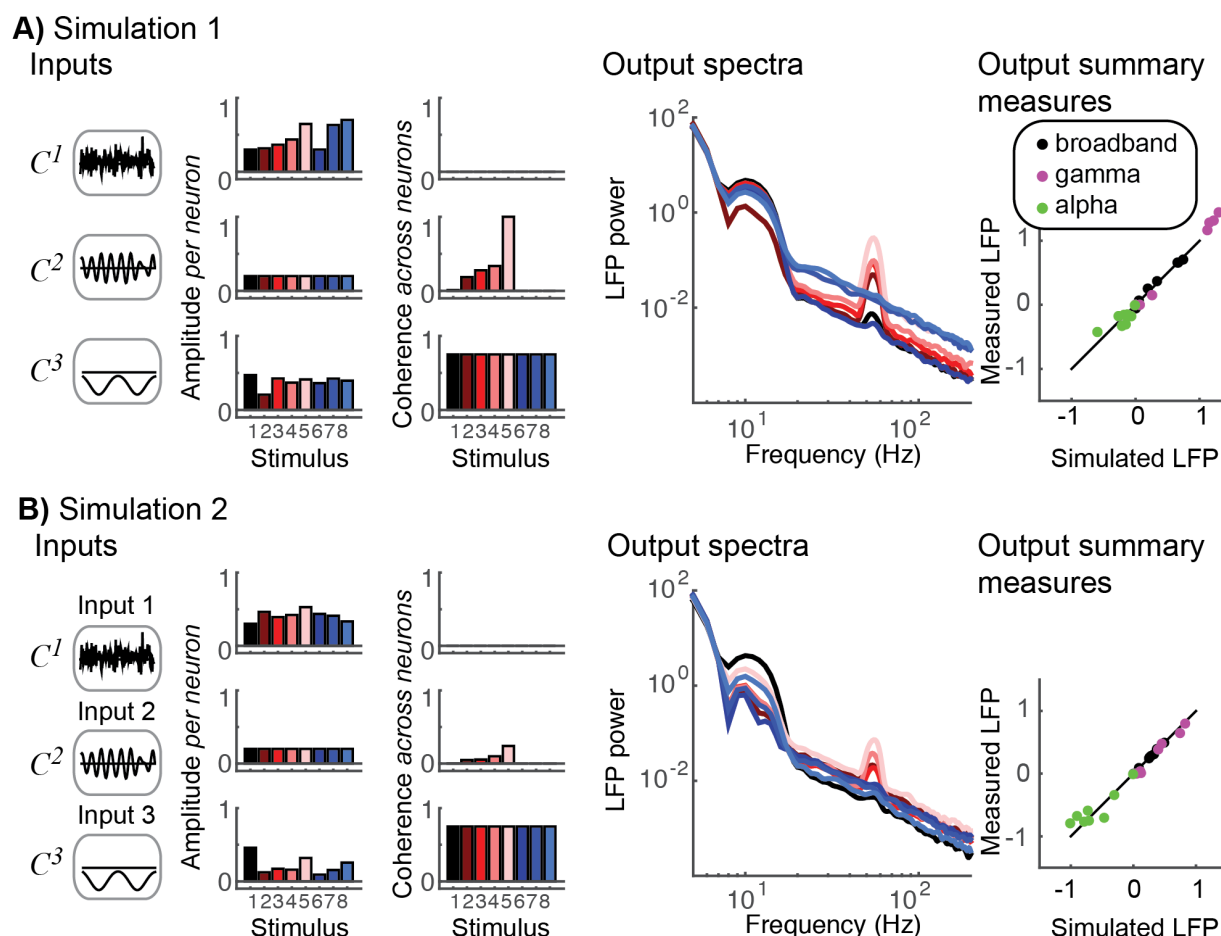 A) Simulation 1
Inputs
Output spectra
Output summary
measures
C1
C2
C3
Amplitude per neuron
1
0
1
0
1
0
12345678
Stimulus
Coherence across neurons
1
0
1
0
1
0
12345678
Stimulus
LFP power
10^2
10^0
10^-2
10^1
10^2
Frequency (Hz)
broadband
gamma
alpha
Measured LFP
1
0
-1
-1
0
1
Simulated LFP
B) Simulation 2
Inputs
Output spectra
Output summary
measures
Input 1
C1
Input 2
C2
Input 3
C3
Amplitude per neuron
1
0
1
0
1
0
12345678
Stimulus
Coherence across neurons
1
0
1
0
1
0
12345678
Stimulus
LFP power
10^2
10^0
10^-2
10^1
10^2
Frequency (Hz)
Measured LFP
1
0
-1
-1
0
1
Simulated LFP